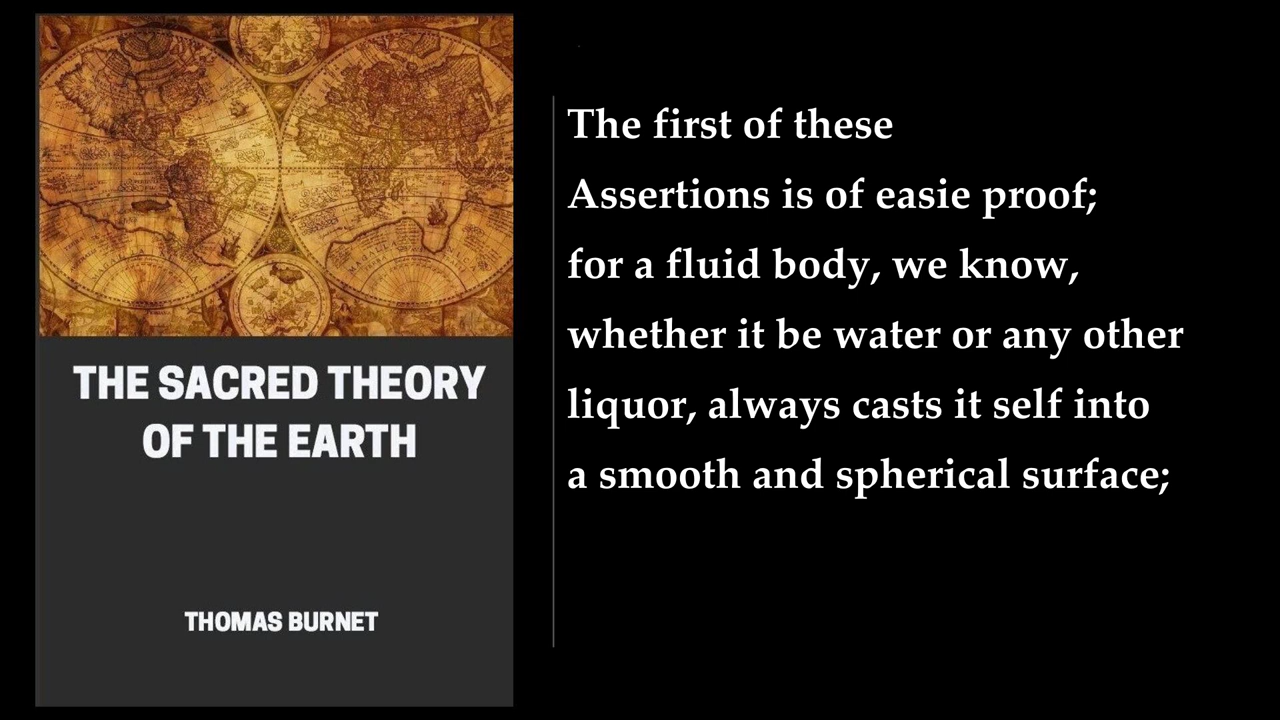 THE SACRED THEORY
OF THE EARTH
THOMAS BURNET
The first of these
Assertions is of easie proof;
for a fluid body, we know,
whether it be water or any other
liquor, always casts it self into
a smooth and spherical surface;